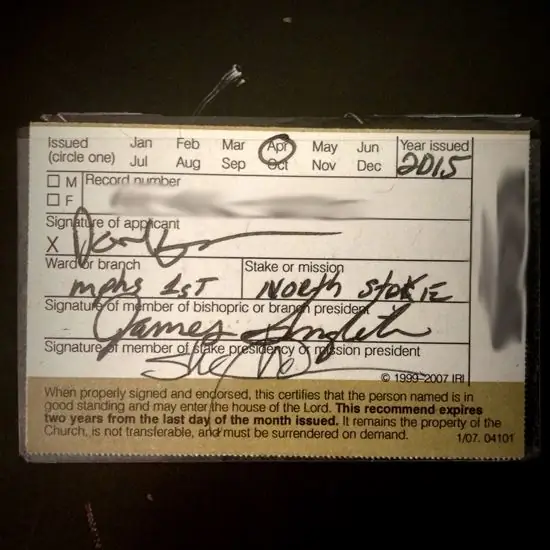 Issued Jan Feb Mar Apr May Jun Year issued
(circle one) Jul Aug Sep Oct Nov Dec 2015
M Record number
F
Signature of applicant
X
Ward or branch Stake or mission
mphs 1ST North STAKE
Signature of member of bishopric or branch president
James
Signature of member of stake presidency or mission president
© 1999–2007 IRI
When properly signed and endorsed, this certifies that the person named is in
good standing and may enter the house of the Lord. This recommend expires
two years from the last day of the month issued. It remains the property of the
Church, is not transferable, and must be surrendered on demand. 1/07. 04101